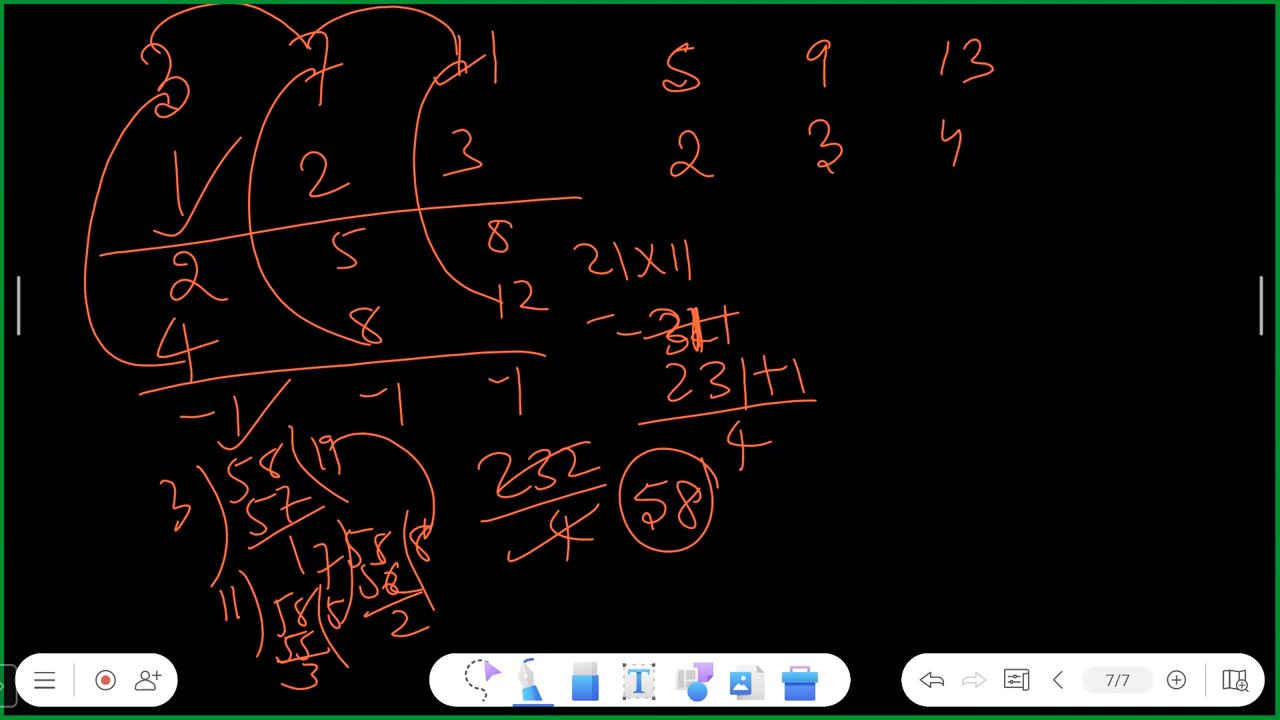 3 7 11 5 9 13
1 2 3 2 3 4
2 5 8
21x11
4 8 12
231+1
-1 -1 -1
4
3)58(19
57
1
232
4
58
7)58(8
56
2
11)58(5
55
3
T
7/7